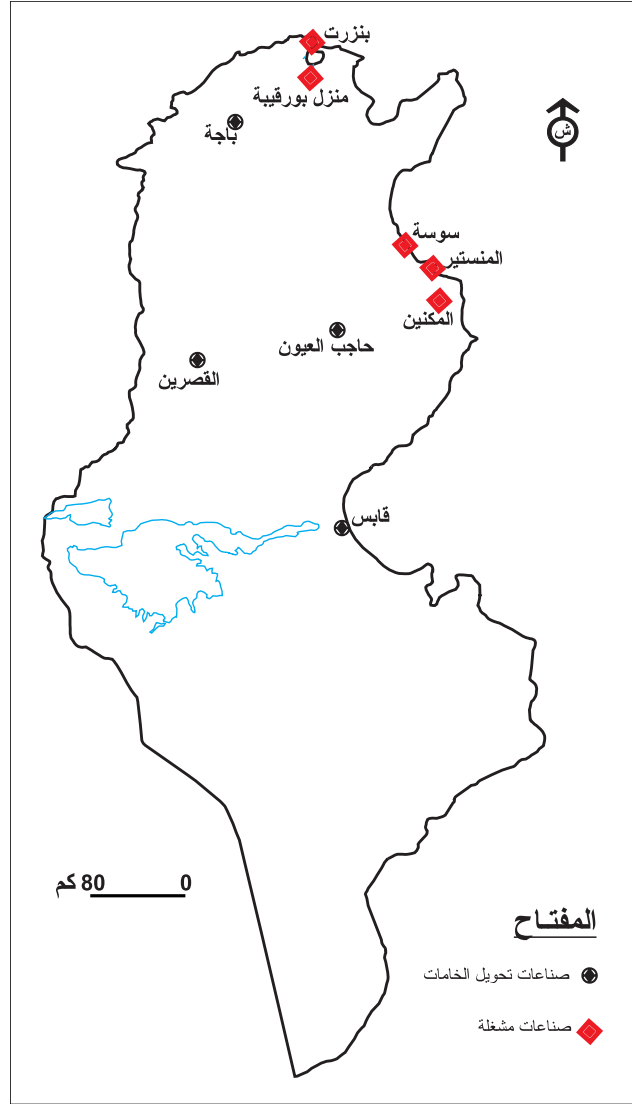 بنزرت
منزل بورقيبة
باجة
ش
سوسة
المنستير
المكنين
حاجب العيون
القصرين
قابس
0 80 كم
المفتـاح
صناعات تحويل الخامات
صناعات مشغلة